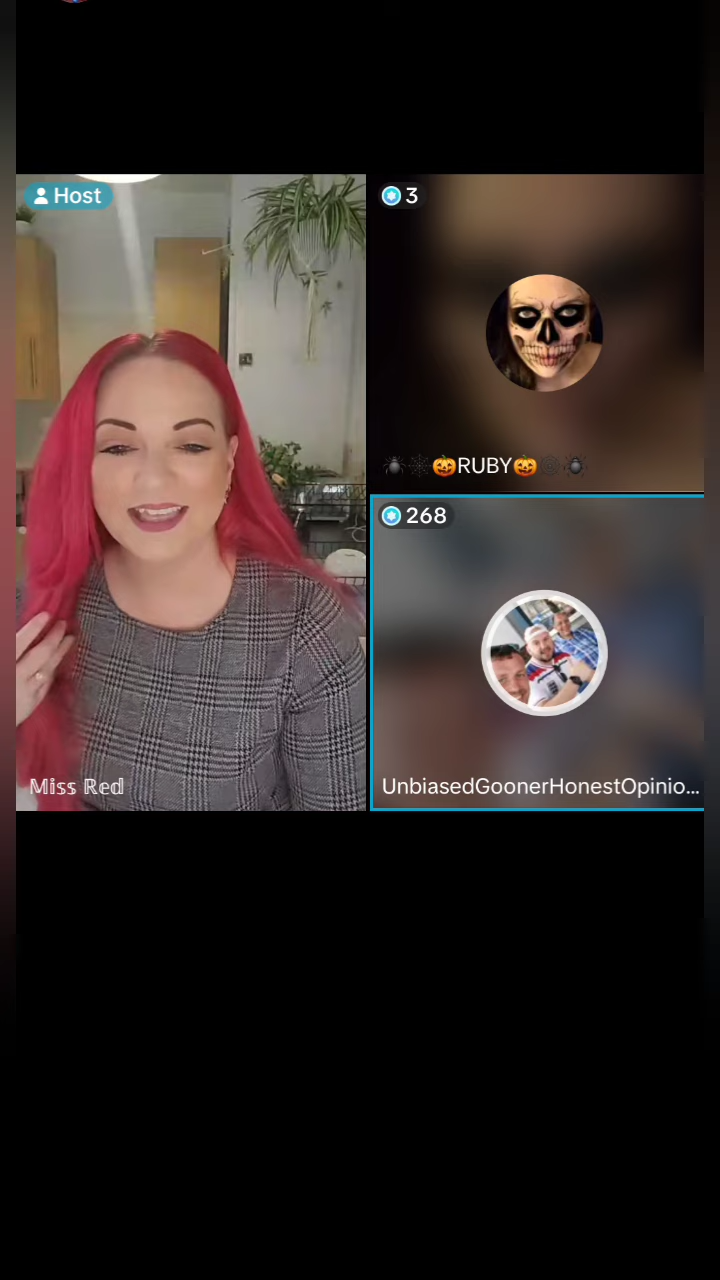 Host
𝕄𝕚𝕤𝕤 ℝ𝕖𝕕
3
🕷🕸🎃RUBY🎃🕸🕷
268
UnbiasedGoonerHonestOpinio...